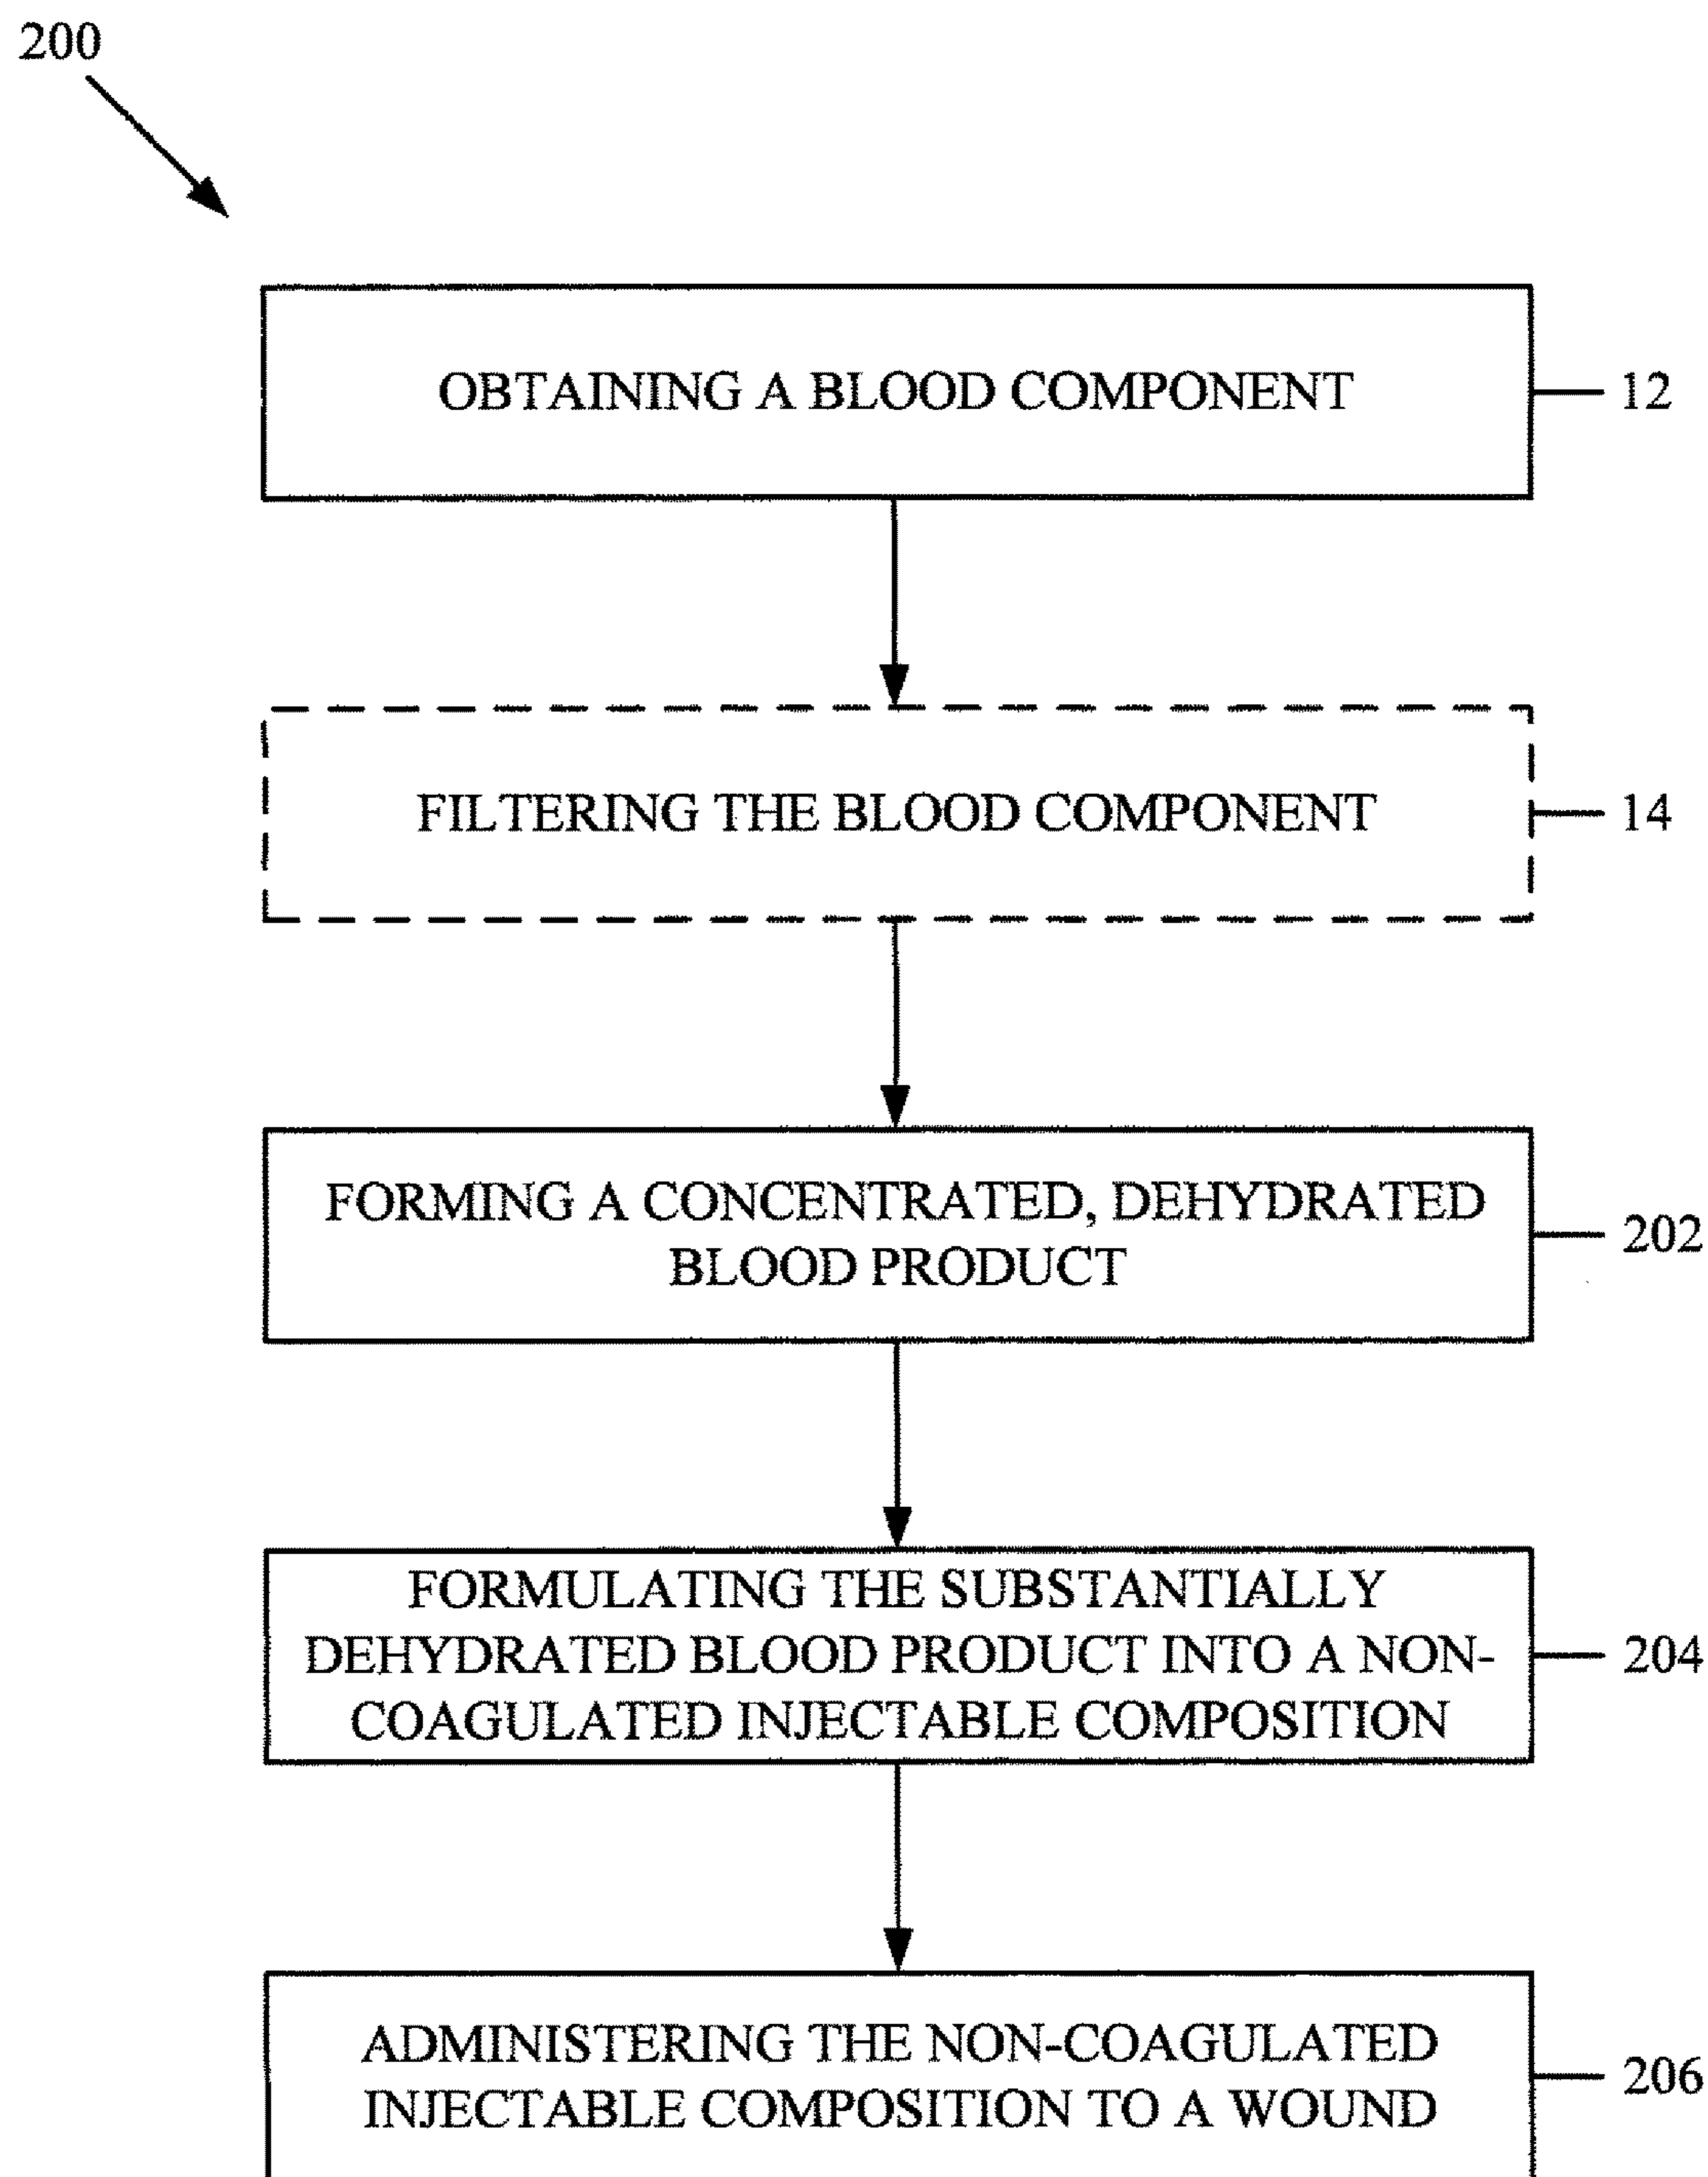 200
OBTAINING A BLOOD COMPONENT
12
FILTERING THE BLOOD COMPONENT
14
FORMING A CONCENTRATED, DEHYDRATED
BLOOD PRODUCT
202
FORMULATING THE SUBSTANTIALLY
DEHYDRATED BLOOD PRODUCT INTO A NON-
COAGULATED INJECTABLE COMPOSITION
204
ADMINISTERING THE NON-COAGULATED
INJECTABLE COMPOSITION TO A WOUND
206